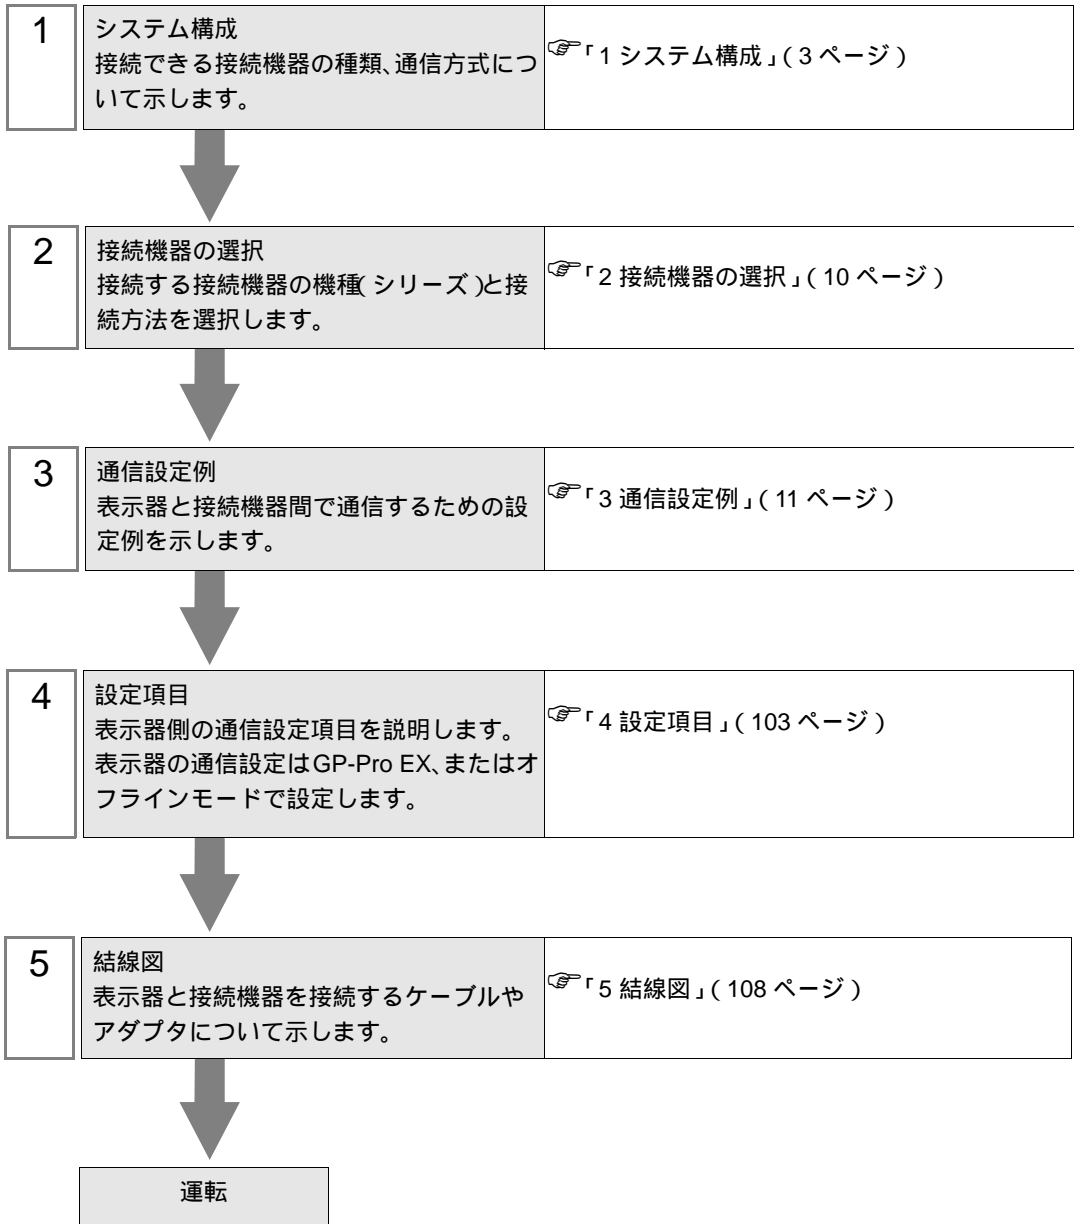 1
システム構成
接続できる接続機器の種類、通信方式につ
いて示します。
☞「1 システム構成」( 3 ページ )
2
接続機器の選択
接続する接続機器の機種( シリーズ )と接
続方法を選択します。
☞「2 接続機器の選択」( 10 ページ )
3
通信設定例
表示器と接続機器間で通信するための設
定例を示します。
☞「3 通信設定例」( 11 ページ )
4
設定項目
表示器側の通信設定項目を説明します。
表示器の通信設定はGP-Pro EX、またはオ
フラインモードで設定します。
☞「4 設定項目」( 103 ページ )
5
結線図
表示器と接続機器を接続するケーブルや
アダプタについて示します。
☞「5 結線図」( 108 ページ )
運転